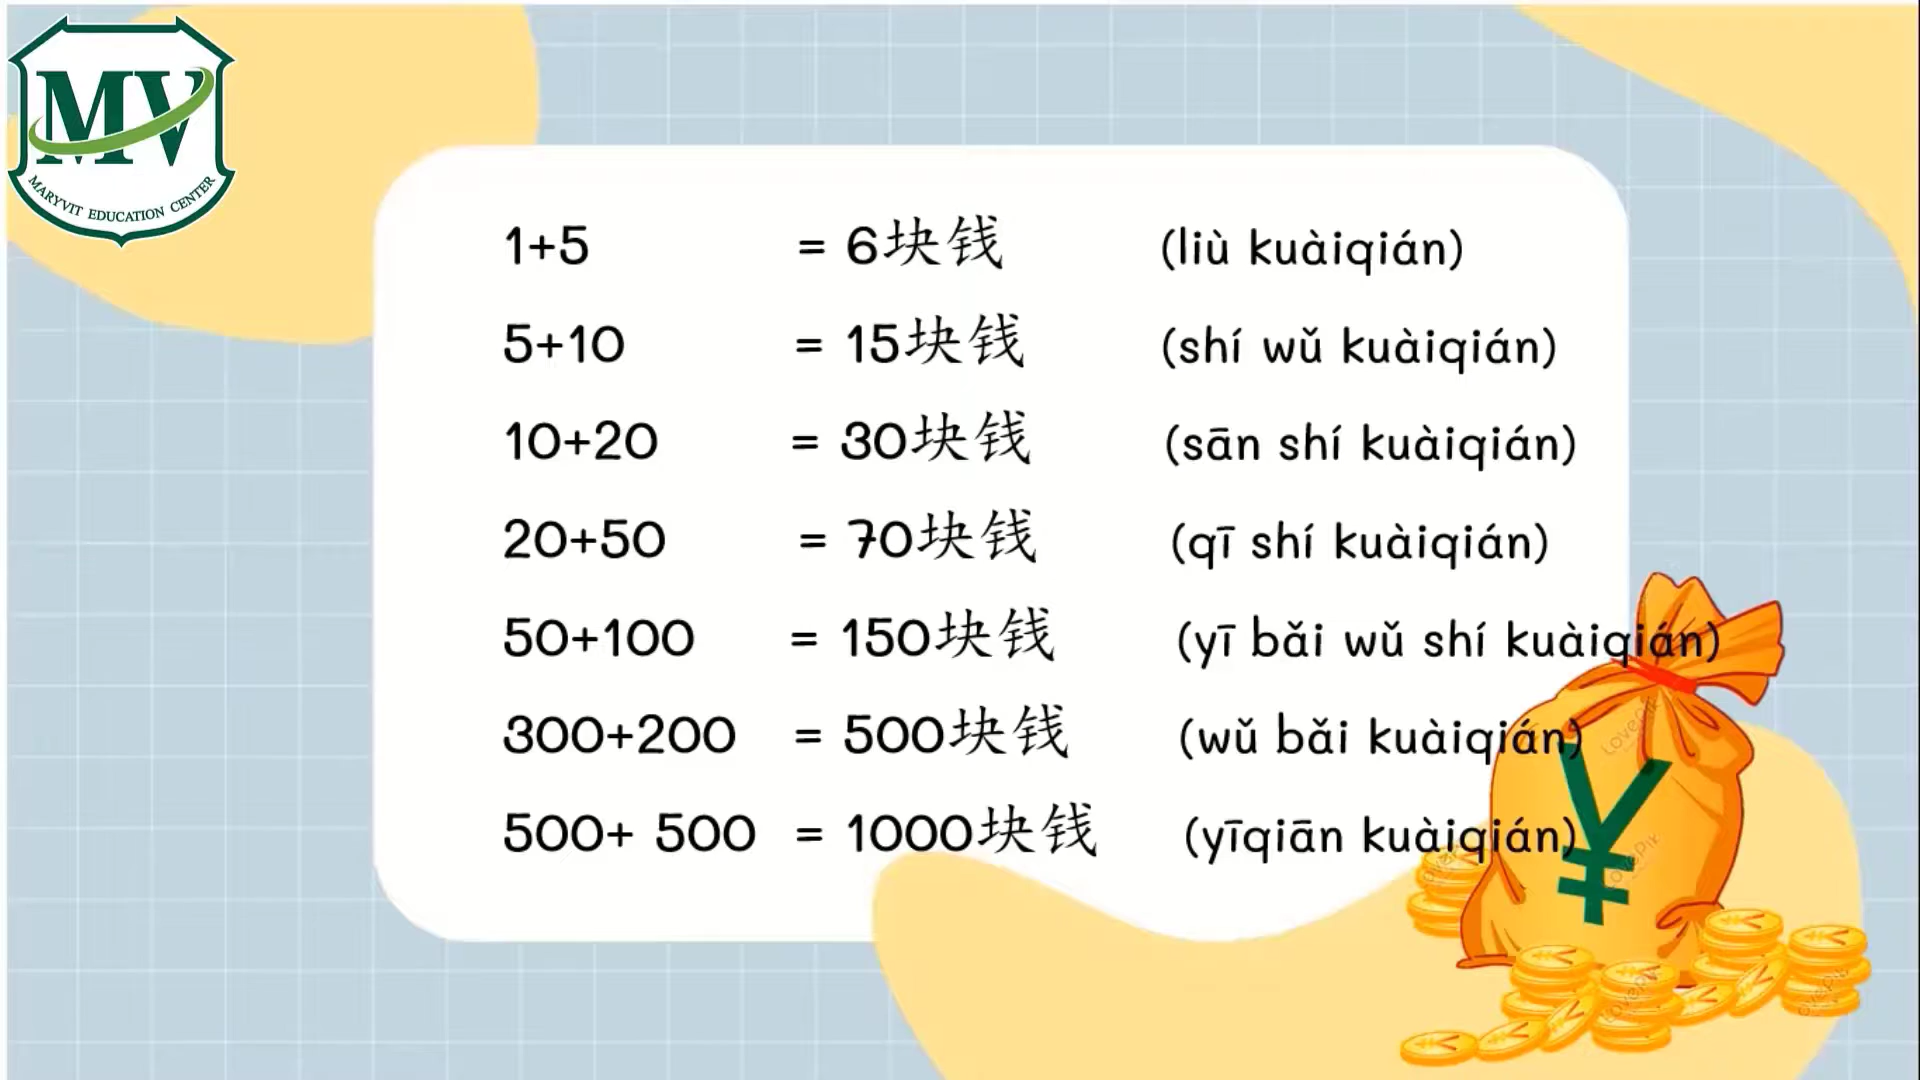 MV
MARYVIT EDUCATION CENTER
1+5 = 6块钱 (liù kuàiqián)
5+10 = 15块钱 (shí wǔ kuàiqián)
10+20 = 30块钱 (sān shí kuàiqián)
20+50 = 70块钱 (qī shí kuàiqián)
50+100 = 150块钱 (yī bǎi wǔ shí kuàiqián)
300+200 = 500块钱 (wǔ bǎi kuàiqián)
500+ 500 = 1000块钱 (yīqiān kuàiqián)
¥